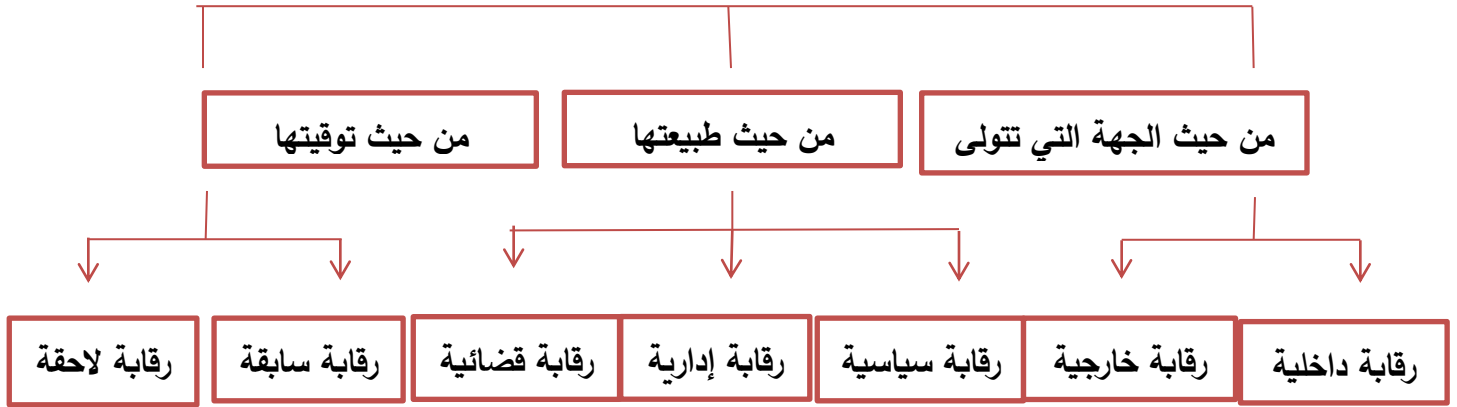 من حيث الجهة التي تتولى
من حيث طبيعتها
من حيث توقيتها
رقابة داخلية
رقابة خارجية
رقابة سياسية
رقابة إدارية
رقابة قضائية
رقابة سابقة
رقابة لاحقة